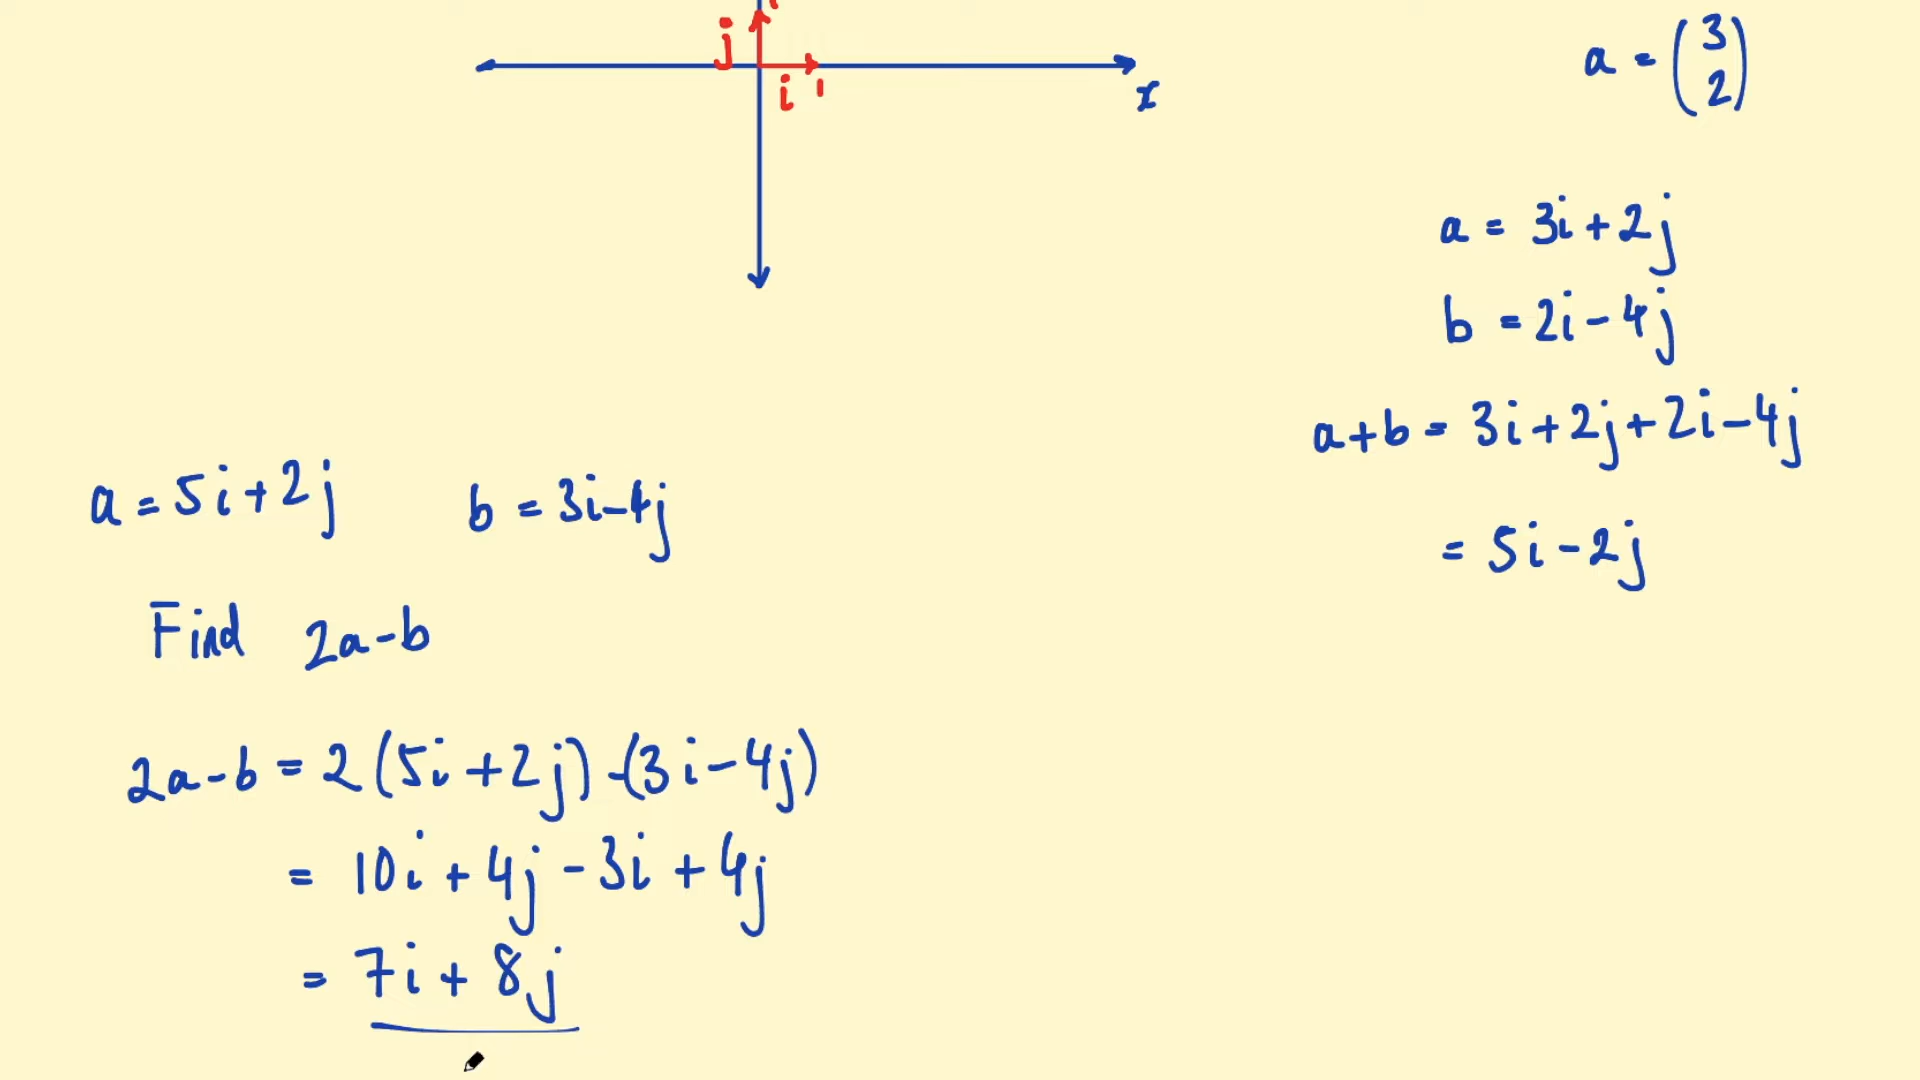 j
i 1
x
a = (3
2)
a = 3i + 2j
b = 2i - 4j
a+b = 3i + 2j + 2i - 4j
= 5i - 2j
a = 5i + 2j b = 3i - 4j
Find 2a - b
2a - b = 2(5i + 2j) - (3i - 4j)
= 10i + 4j - 3i + 4j
= 7i + 8j